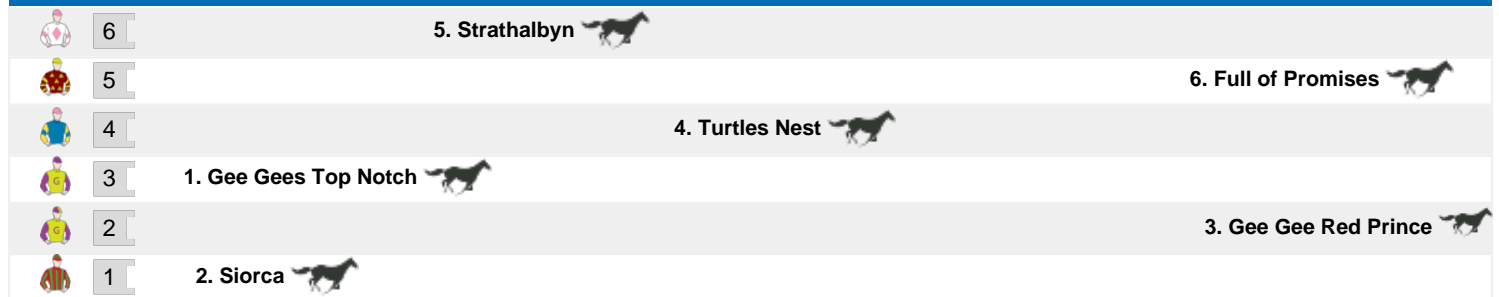 6 5. Strathalbyn
5 6. Full of Promises
4 4. Turtles Nest
G 3 1. Gee Gees Top Notch
G 2 3. Gee Gee Red Prince
1 2. Siorca